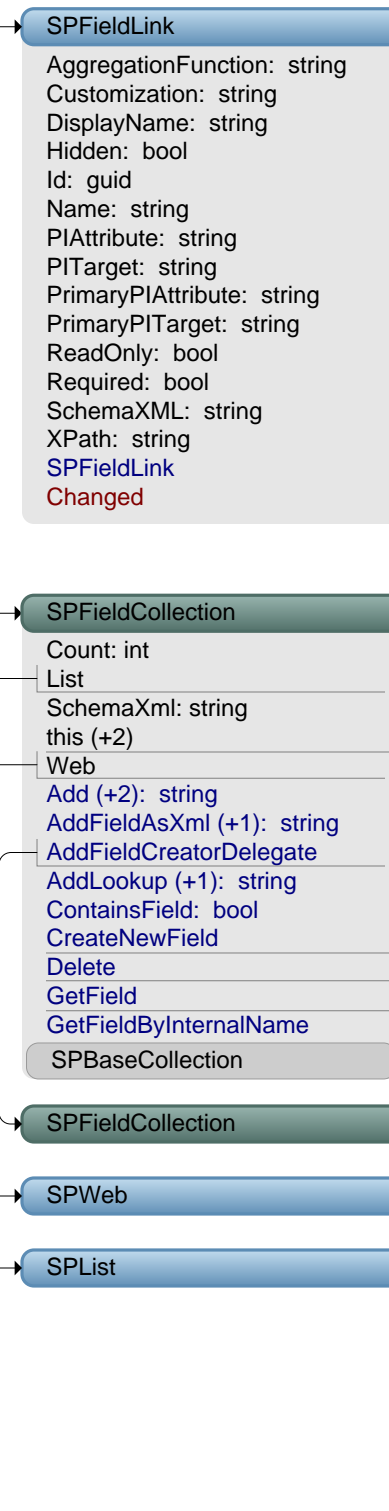 SPFieldLink
AggregationFunction: string
Customization: string
DisplayName: string
Hidden: bool
Id: guid
Name: string
PIAttribute: string
PITarget: string
PrimaryPIAttribute: string
PrimaryPITarget: string
ReadOnly: bool
Required: bool
SchemaXML: string
XPath: string
SPFieldLink
Changed
SPFieldCollection
Count: int
List
SchemaXml: string
this (+2)
Web
Add (+2): string
AddFieldAsXml (+1): string
AddFieldCreatorDelegate
AddLookup (+1): string
ContainsField: bool
CreateNewField
Delete
GetField
GetFieldByInternalName
SPBaseCollection
SPFieldCollection
SPWeb
SPList